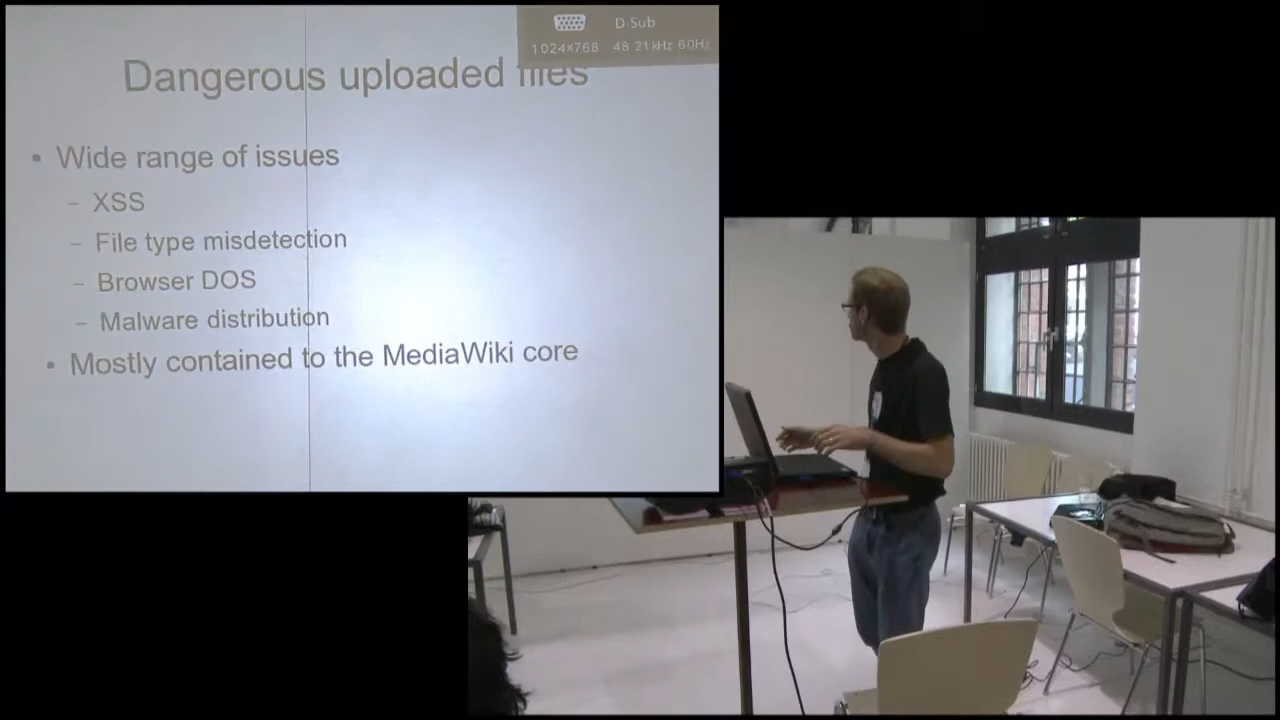 D-Sub
1024x768 48.21kHz 60Hz
Dangerous uploaded files
• Wide range of issues
– XSS
– File type misdetection
– Browser DOS
– Malware distribution
• Mostly contained to the MediaWiki core